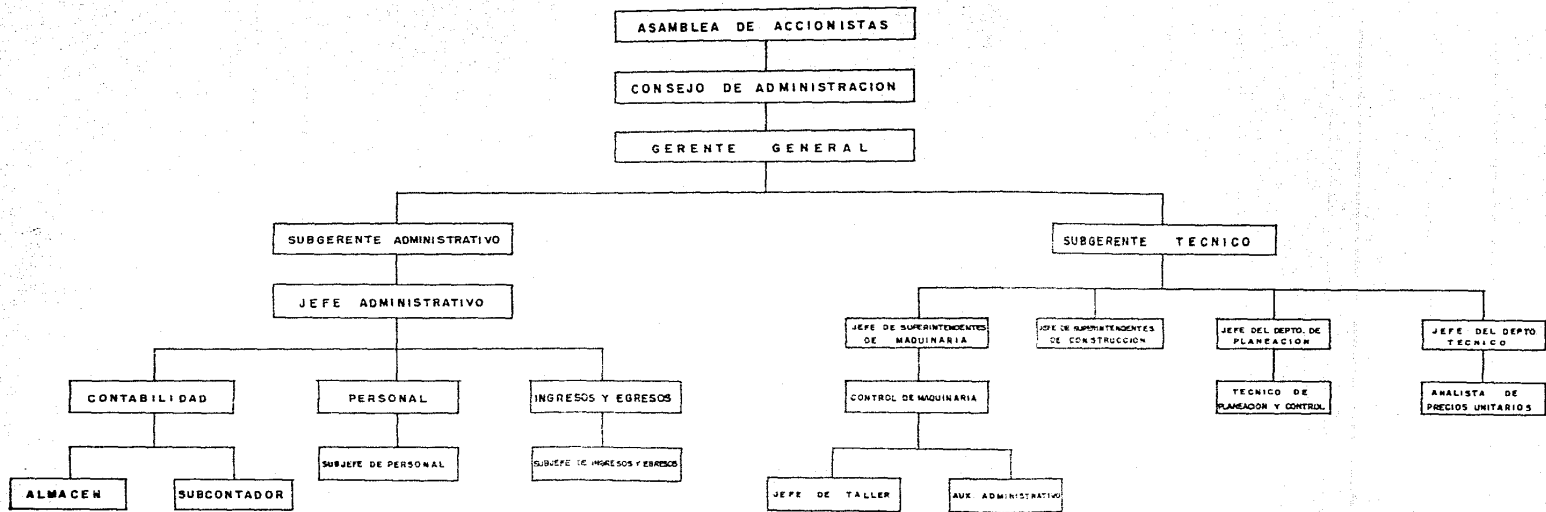 ASAMBLEA DE ACCIONISTAS
CONSEJO DE ADMINISTRACION
GERENTE GENERAL
SUBGERENTE ADMINISTRATIVO
SUBGERENTE TECNICO
JEFE ADMINISTRATIVO
JEFE DE SUPERINTENDENTES
DE MAQUINARIA
JEFE DE SUPERINTENDENTES
DE CONSTRUCCION
JEFE DEL DEPTO. DE
PLANEACION
JEFE DEL DEPTO
TECNICO
CONTABILIDAD
PERSONAL
INGRESOS Y EGRESOS
CONTROL DE MAQUINARIA
TECNICO DE
PLANEACION Y CONTROL
ANALISTA DE
PRECIOS UNITARIOS
SUBJEFE DE PERSONAL
SUBJEFE DE INGRESOS Y EGRESOS
ALMACEN
SUBCONTADOR
JEFE DE TALLER
AUX. ADMINISTRATIVO